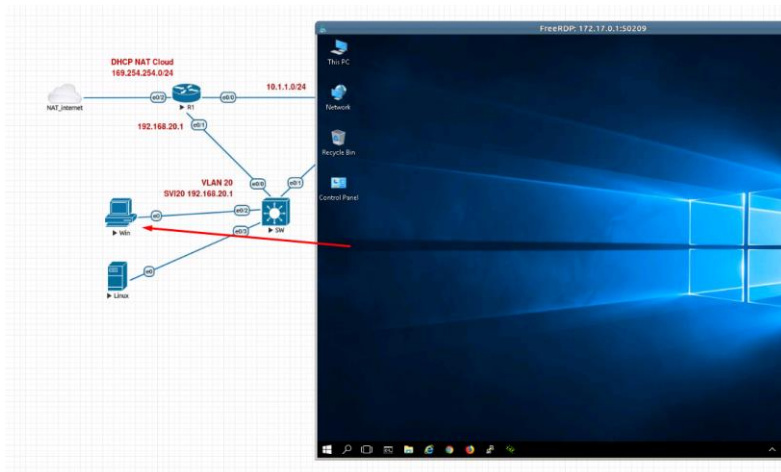 FreeRDP: 172.17.0.1:50209
DHCP NAT Cloud
169.254.254.0/24
10.1.1.0/24
NAT_internet
e0/2
R1
e0/0
192.168.20.1
e0/1
VLAN 20
SVI20 192.168.20.1
e0/0
e0/1
e0
e0/2
Win
e0/3
SW
e0
Linux
This PC
Network
Recycle Bin
Control Panel